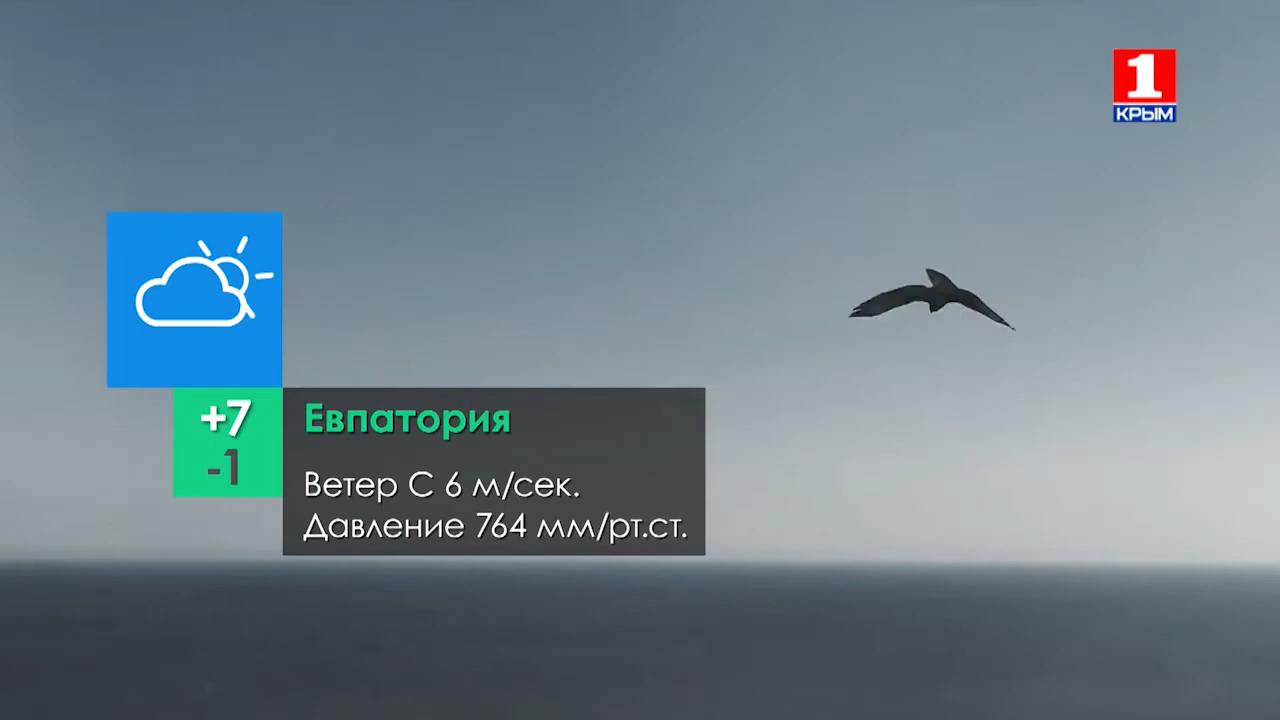 1
КРЫМ
+7
-1
Евпатория
Ветер С 6 м/сек.
Давление 764 мм/рт.ст.